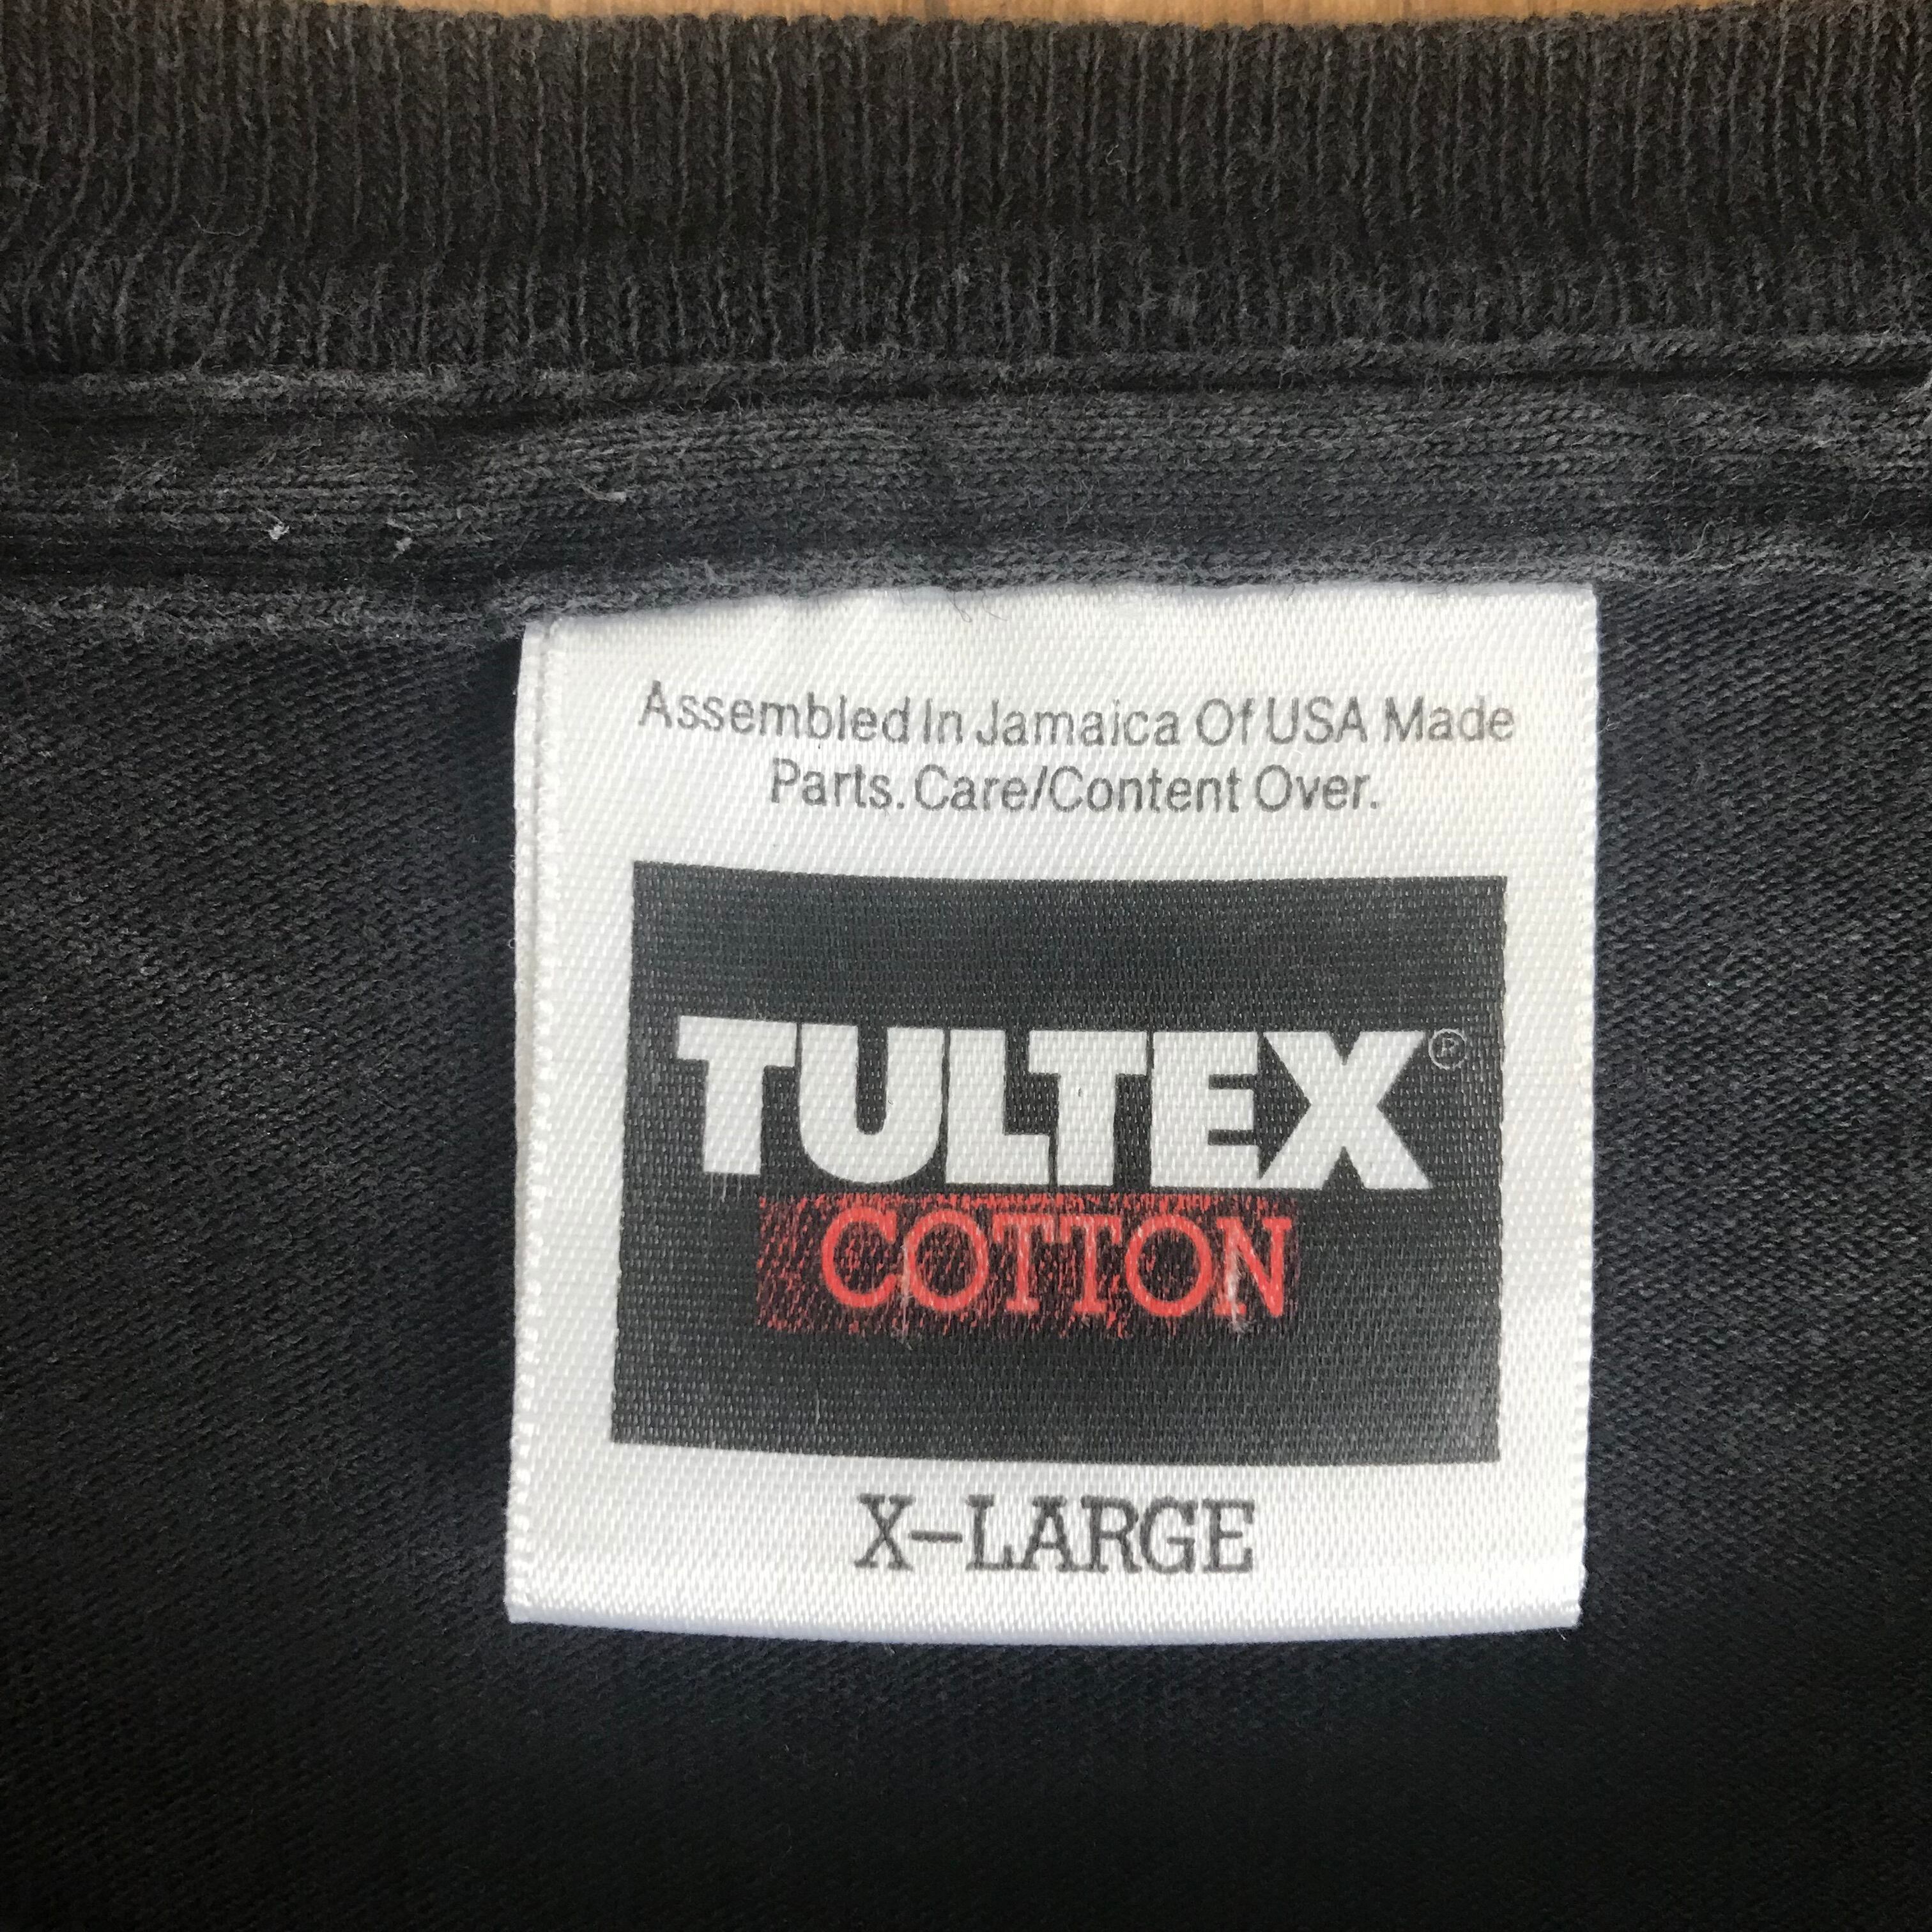 Assembled In Jamaica Of USA Made
Parts. Care/Content Over.
TULTEX®
COTTON
X-LARGE